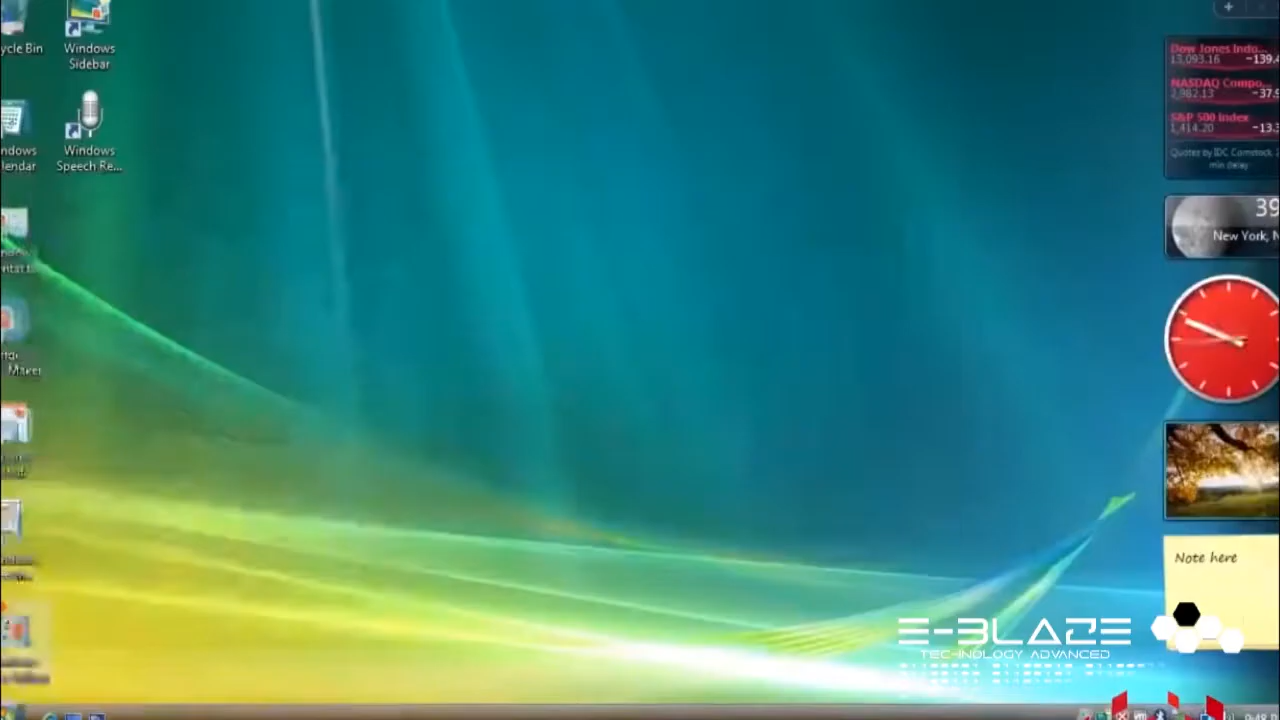 ycle Bin
Windows
Sidebar
ndows
lendar
Windows
Speech Re...
Maker
Dow Jones Indu...
13,093.16 -139.4
NASDAQ Compo...
2,982.13 -37.9
S&P 500 Index
1,414.20 -13.3
Quotes by IDC Comstock,
min delay
39
New York, N
Note here
E-BLAZE
TECHNOLOGY ADVANCED